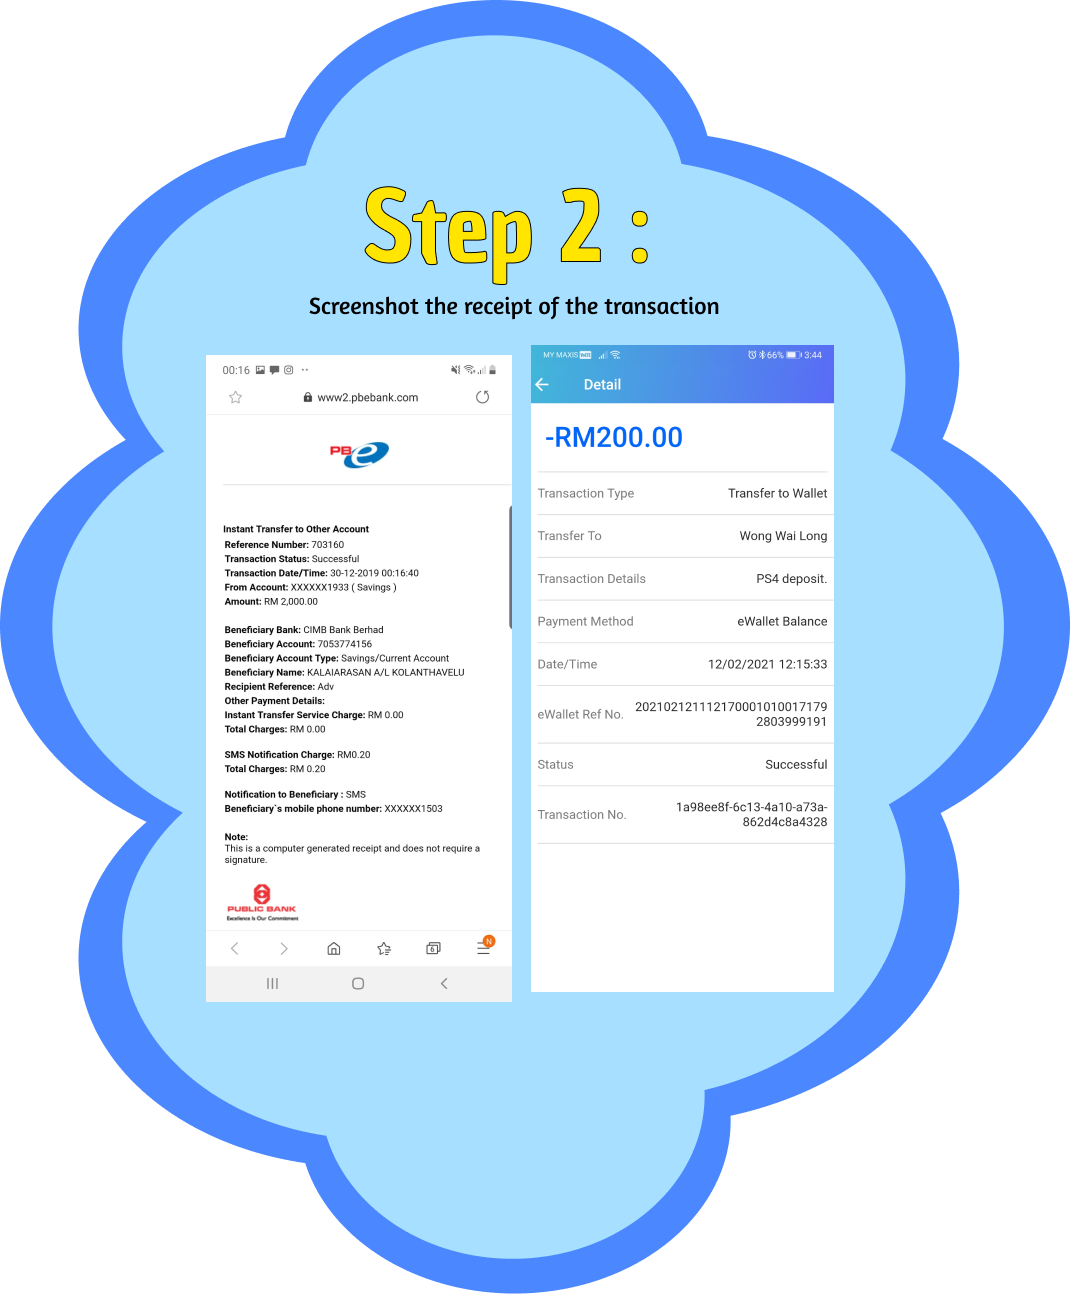 Step 2 :
Screenshot the receipt of the transaction
00:16
www2.pbebank.com
PBe
Instant Transfer to Other Account
Reference Number: 703160
Transaction Status: Successful
Transaction Date/Time: 30-12-2019 00:16:40
From Account: XXXXXX1933 ( Savings )
Amount: RM 2,000.00
Beneficiary Bank: CIMB Bank Berhad
Beneficiary Account: 7053774156
Beneficiary Account Type: Savings/Current Account
Beneficiary Name: KALAIARASAN A/L KOLANTHAVELU
Recipient Reference: Adv
Other Payment Details:
Instant Transfer Service Charge: RM 0.00
Total Charges: RM 0.00
SMS Notification Charge: RM0.20
Total Charges: RM 0.20
Notification to Beneficiary : SMS
Beneficiary`s mobile phone number: XXXXXX1503
Note:
This is a computer generated receipt and does not require a
signature.
PUBLIC BANK
Excellence Is Our Commitment
6
N
MY MAXIS
66% 3:44
Detail
-RM200.00
Transaction Type Transfer to Wallet
Transfer To Wong Wai Long
Transaction Details PS4 deposit.
Payment Method eWallet Balance
Date/Time 12/02/2021 12:15:33
eWallet Ref No. 202102121112170001010017179
2803999191
Status Successful
Transaction No. 1a98ee8f-6c13-4a10-a73a-
862d4c8a4328